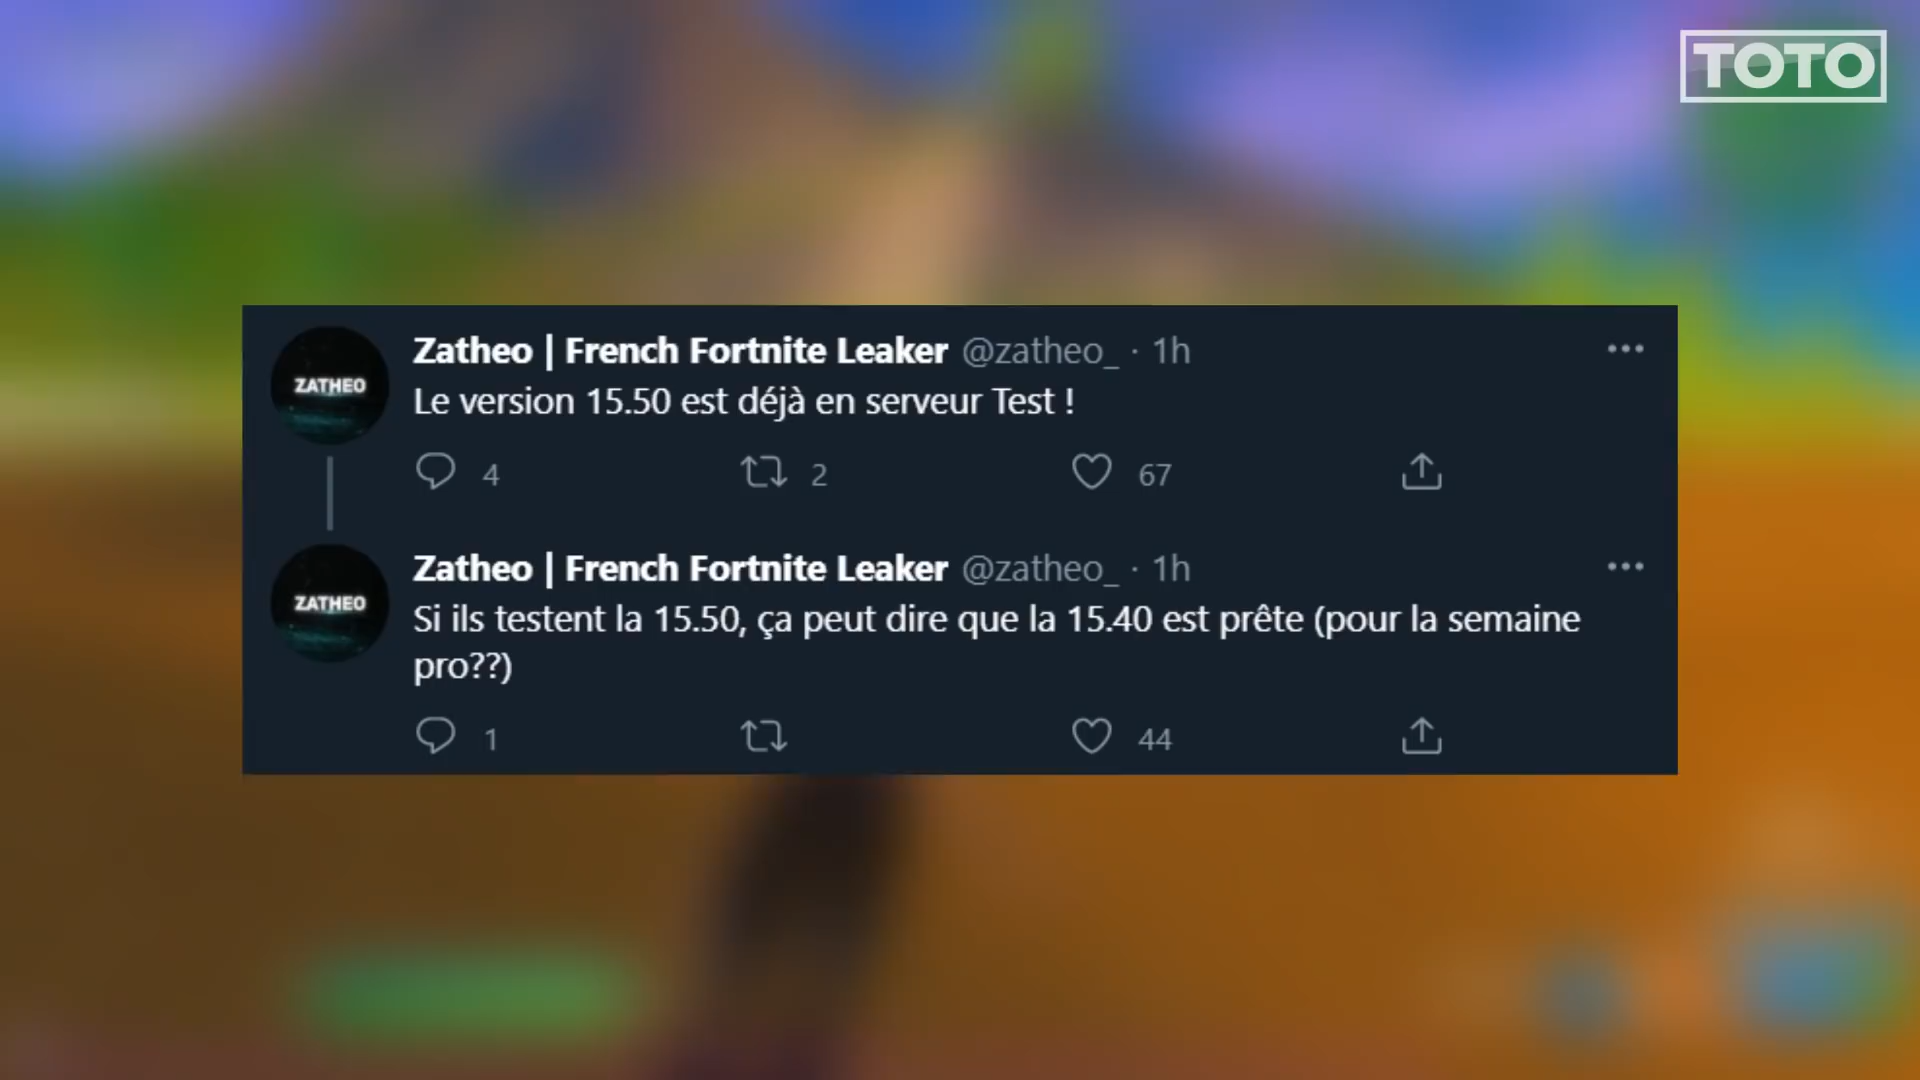 TOTO
ZATHEO
Zatheo | French Fortnite Leaker @zatheo_ · 1h
Le version 15.50 est déjà en serveur Test !
4 2 67
ZATHEO
Zatheo | French Fortnite Leaker @zatheo_ · 1h
Si ils testent la 15.50, ça peut dire que la 15.40 est prête (pour la semaine
pro??)
1 44